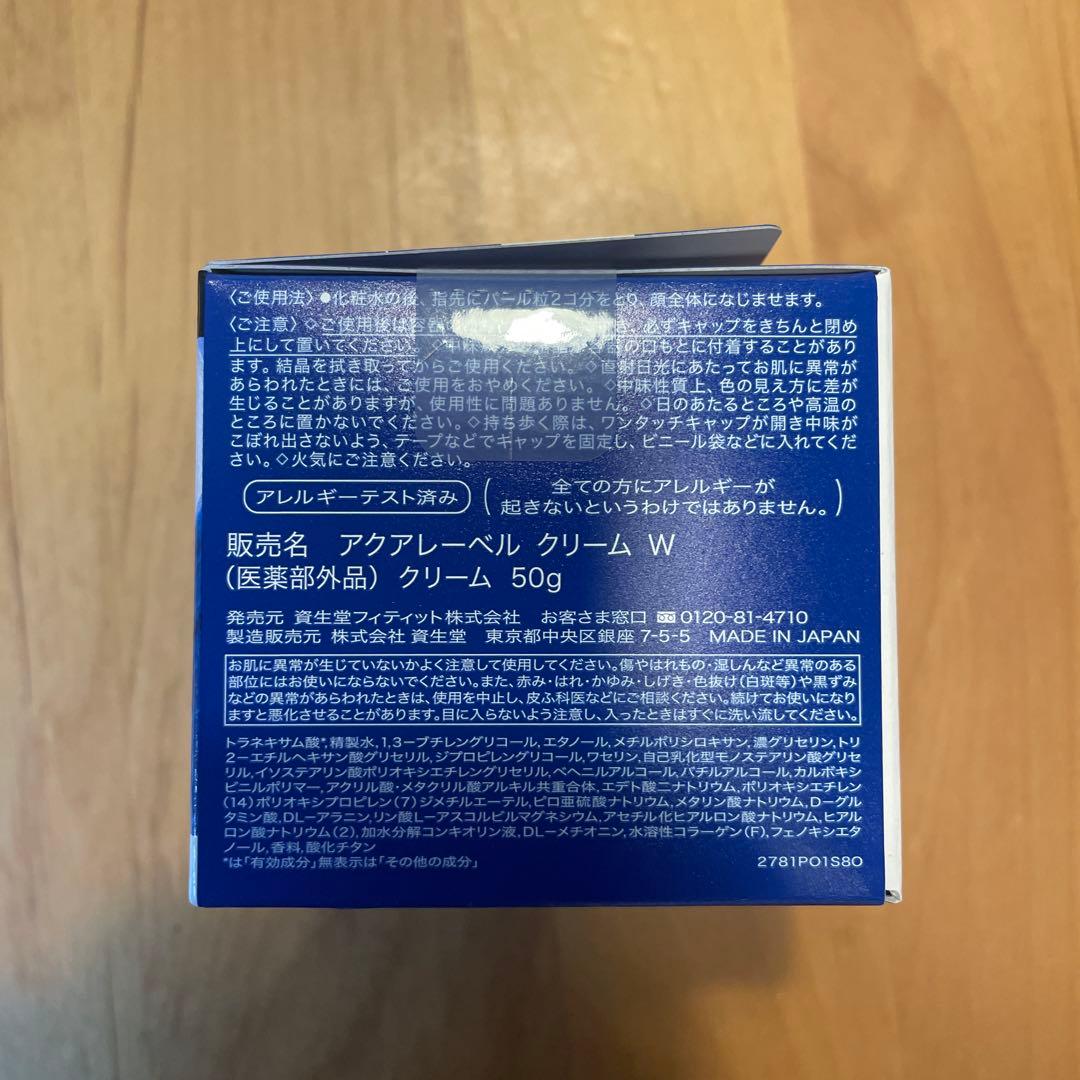 〈ご使用法〉●化粧水の後、指先にパール粒2コ分をとり、顔全体になじませます。
〈ご注意〉◇ご使用後は 必ずキャップをきちんと閉め
上にして置いてください。 の口もとに付着することがあり
ます。結晶を拭き取ってからご使用ください。◇直射日光にあたってお肌に異常が
あらわれたときには、ご使用をおやめください。◇中味性質上、色の見え方に差が
生じることがありますが、使用性に問題ありません。◇日のあたるところや高温の
ところに置かないでください。◇持ち歩く際は、ワンタッチキャップが開き中味が
こぼれ出さないよう、テープなどでキャップを固定し、ビニール袋などに入れてくだ
さい。◇火気にご注意ください。
アレルギーテスト済み (全ての方にアレルギーが
起きないというわけではありません。)
販売名 アクアレーベル クリーム W
(医薬部外品) クリーム 50g
発売元 資生堂フィティット株式会社 お客さま窓口 0120-81-4710
製造販売元 株式会社 資生堂 東京都中央区銀座 7-5-5 MADE IN JAPAN
お肌に異常が生じていないかよく注意して使用してください。傷やはれもの・湿しんなど異常のある
部位にはお使いにならないでください。また、赤み・はれ・かゆみ・しげき・色抜け(白斑等)や黒ずみ
などの異常があらわれたときは、使用を中止し、皮ふ科医などにご相談ください。続けてお使いになり
ますと悪化させることがあります。目に入らないよう注意し、入ったときはすぐに洗い流してください。
トラネキサム酸*,精製水,1,3-ブチレングリコール,エタノール,メチルポリシロキサン,濃グリセリン,トリ
2-エチルヘキサン酸グリセリル,ジプロピレングリコール,ワセリン,自己乳化型モノステアリン酸グリセ
リル,イソステアリン酸ポリオキシエチレングリセリル,ベヘニルアルコール,バチルアルコール,カルボキシ
ビニルポリマー,アクリル酸・メタクリル酸アルキル共重合体,エデト酸二ナトリウム,ポリオキシエチレン
(14)ポリオキシプロピレン(7)ジメチルエーテル,ピロ亜硫酸ナトリウム,メタリン酸ナトリウム,D-グル
タミン酸,DL-アラニン,リン酸L-アスコルビルマグネシウム,アセチル化ヒアルロン酸ナトリウム,ヒアル
ロン酸ナトリウム(2),加水分解コンキオリン液,DL-メチオニン,水溶性コラーゲン(F),フェノキシエタ
ノール,香料,酸化チタン
*は「有効成分」無表示は「その他の成分」 2781P01S80